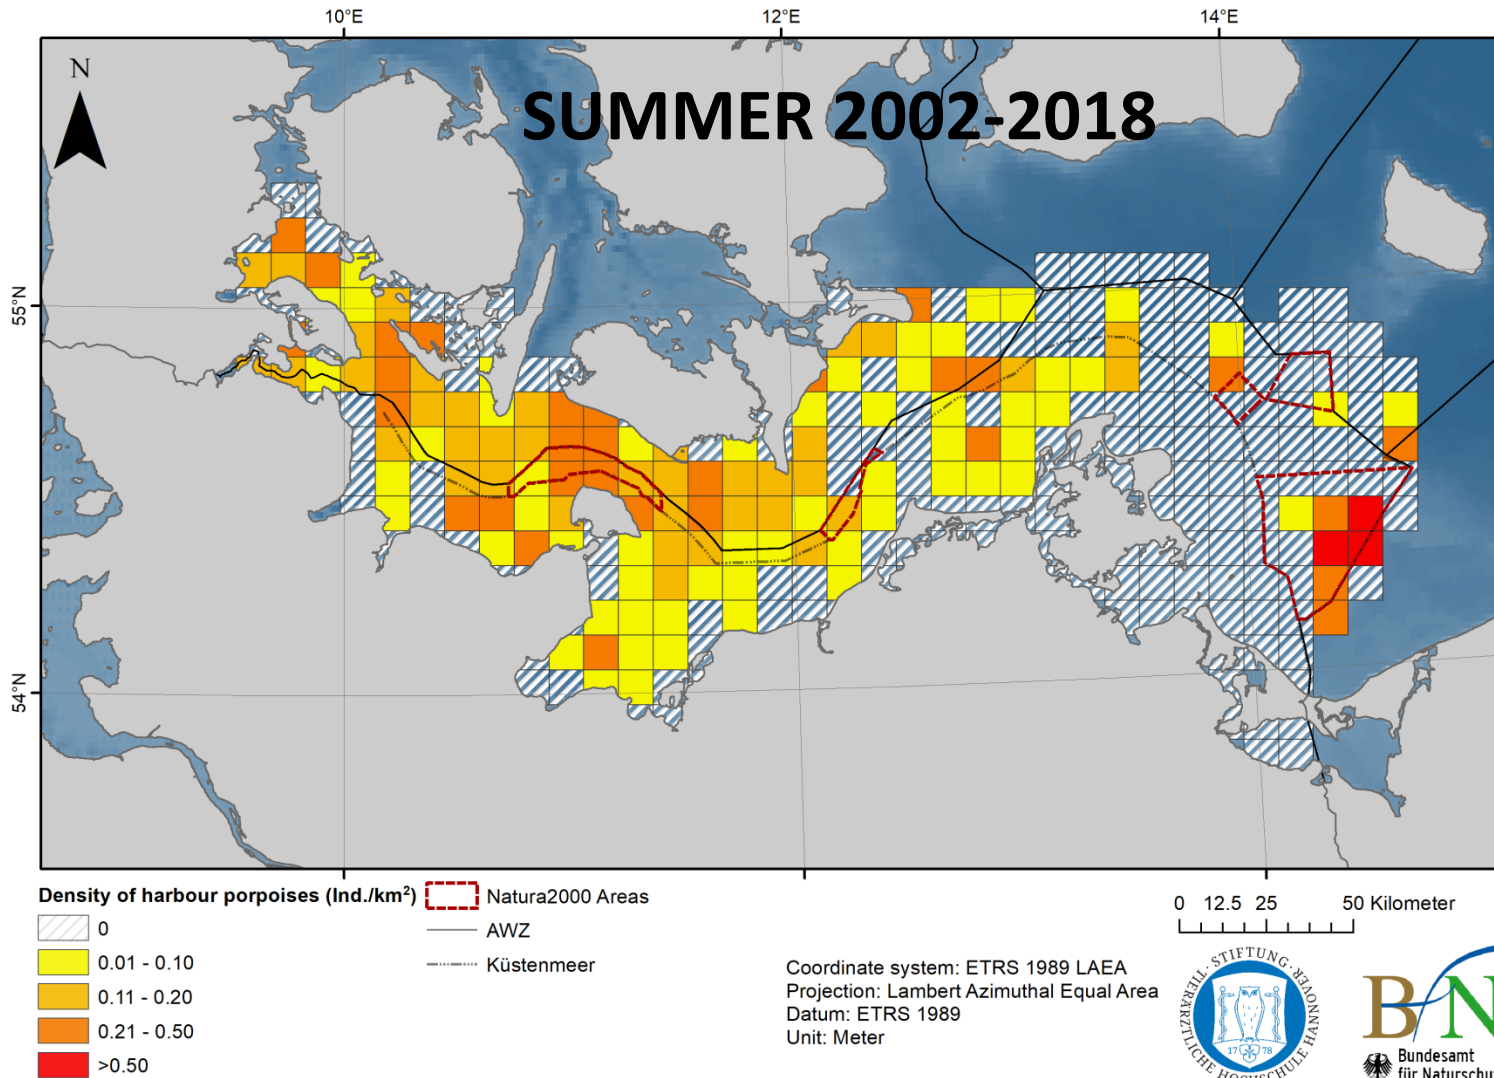 10°E 12°E 14°E
N
SUMMER 2002-2018
55°N
54°N
Density of harbour porpoises (Ind./km²)
0
0.01 - 0.10
0.11 - 0.20
0.21 - 0.50
>0.50
Natura2000 Areas
AWZ
Küstenmeer
Coordinate system: ETRS 1989 LAEA
Projection: Lambert Azimuthal Equal Area
Datum: ETRS 1989
Unit: Meter
0 12.5 25 50 Kilometer
STIFTUNG · TIERÄRZTLICHE HOCHSCHULE HANNOVER
17 78
BfN
Bundesamt
für Naturschu